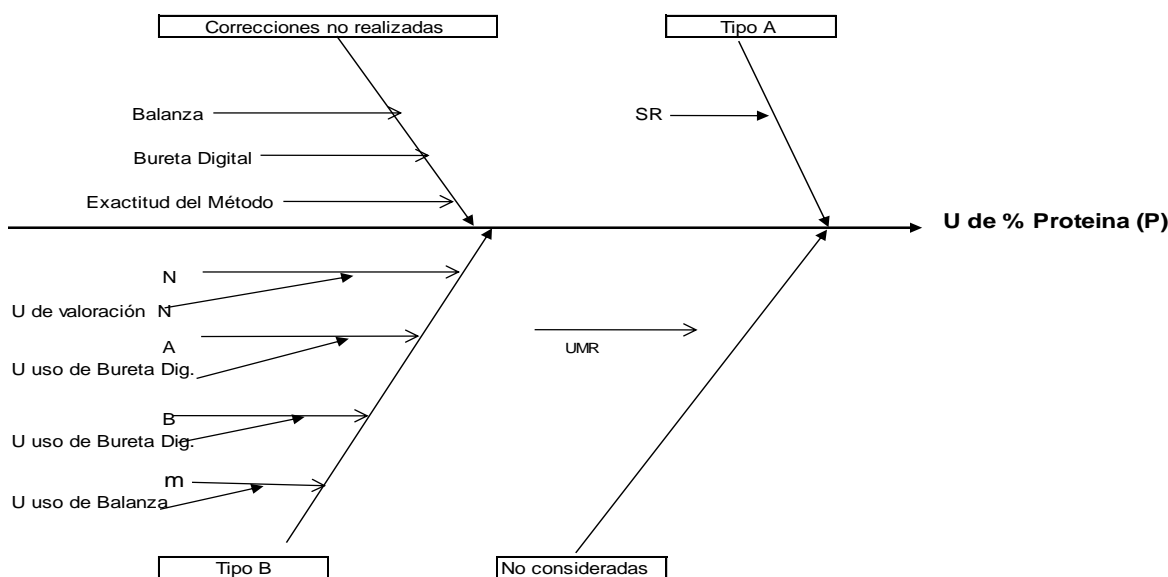 Correcciones no realizadas
Tipo A
Balanza
SR
Bureta Digital
Exactitud del Método
U de % Proteina (P)
N
U de valoración N
A
UMR
U uso de Bureta Dig.
B
U uso de Bureta Dig.
m
U uso de Balanza
Tipo B
No consideradas